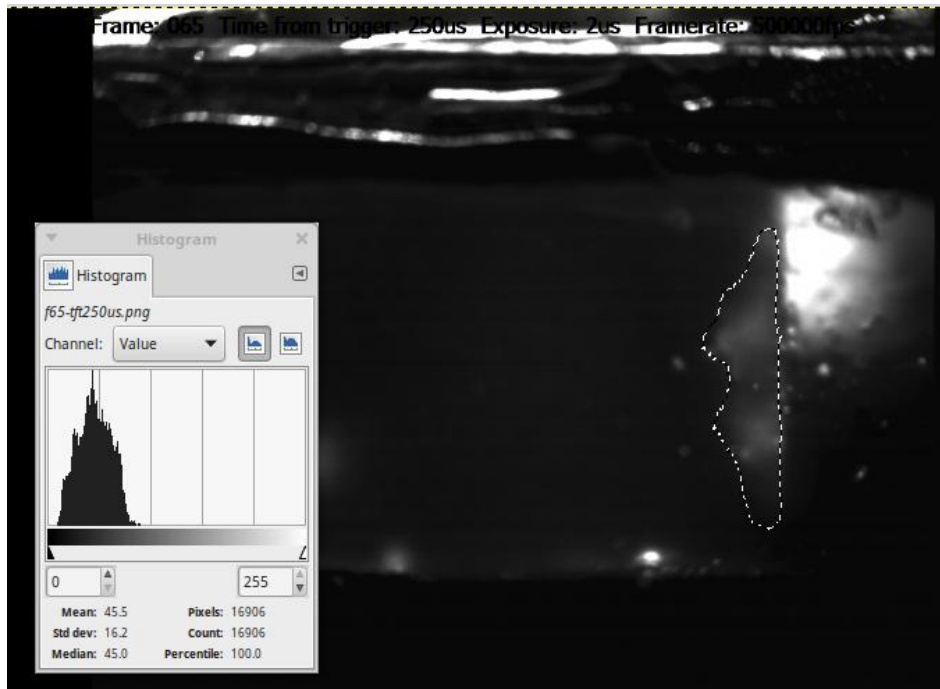 Frame: 065 Time from trigger: 250us Exposure: 2us Framerate: 500000fps
Histogram
Histogram
f65-tft250us.png
Channel: Value
0 255
Mean: 45.5 Pixels: 16906
Std dev: 16.2 Count: 16906
Median: 45.0 Percentile: 100.0